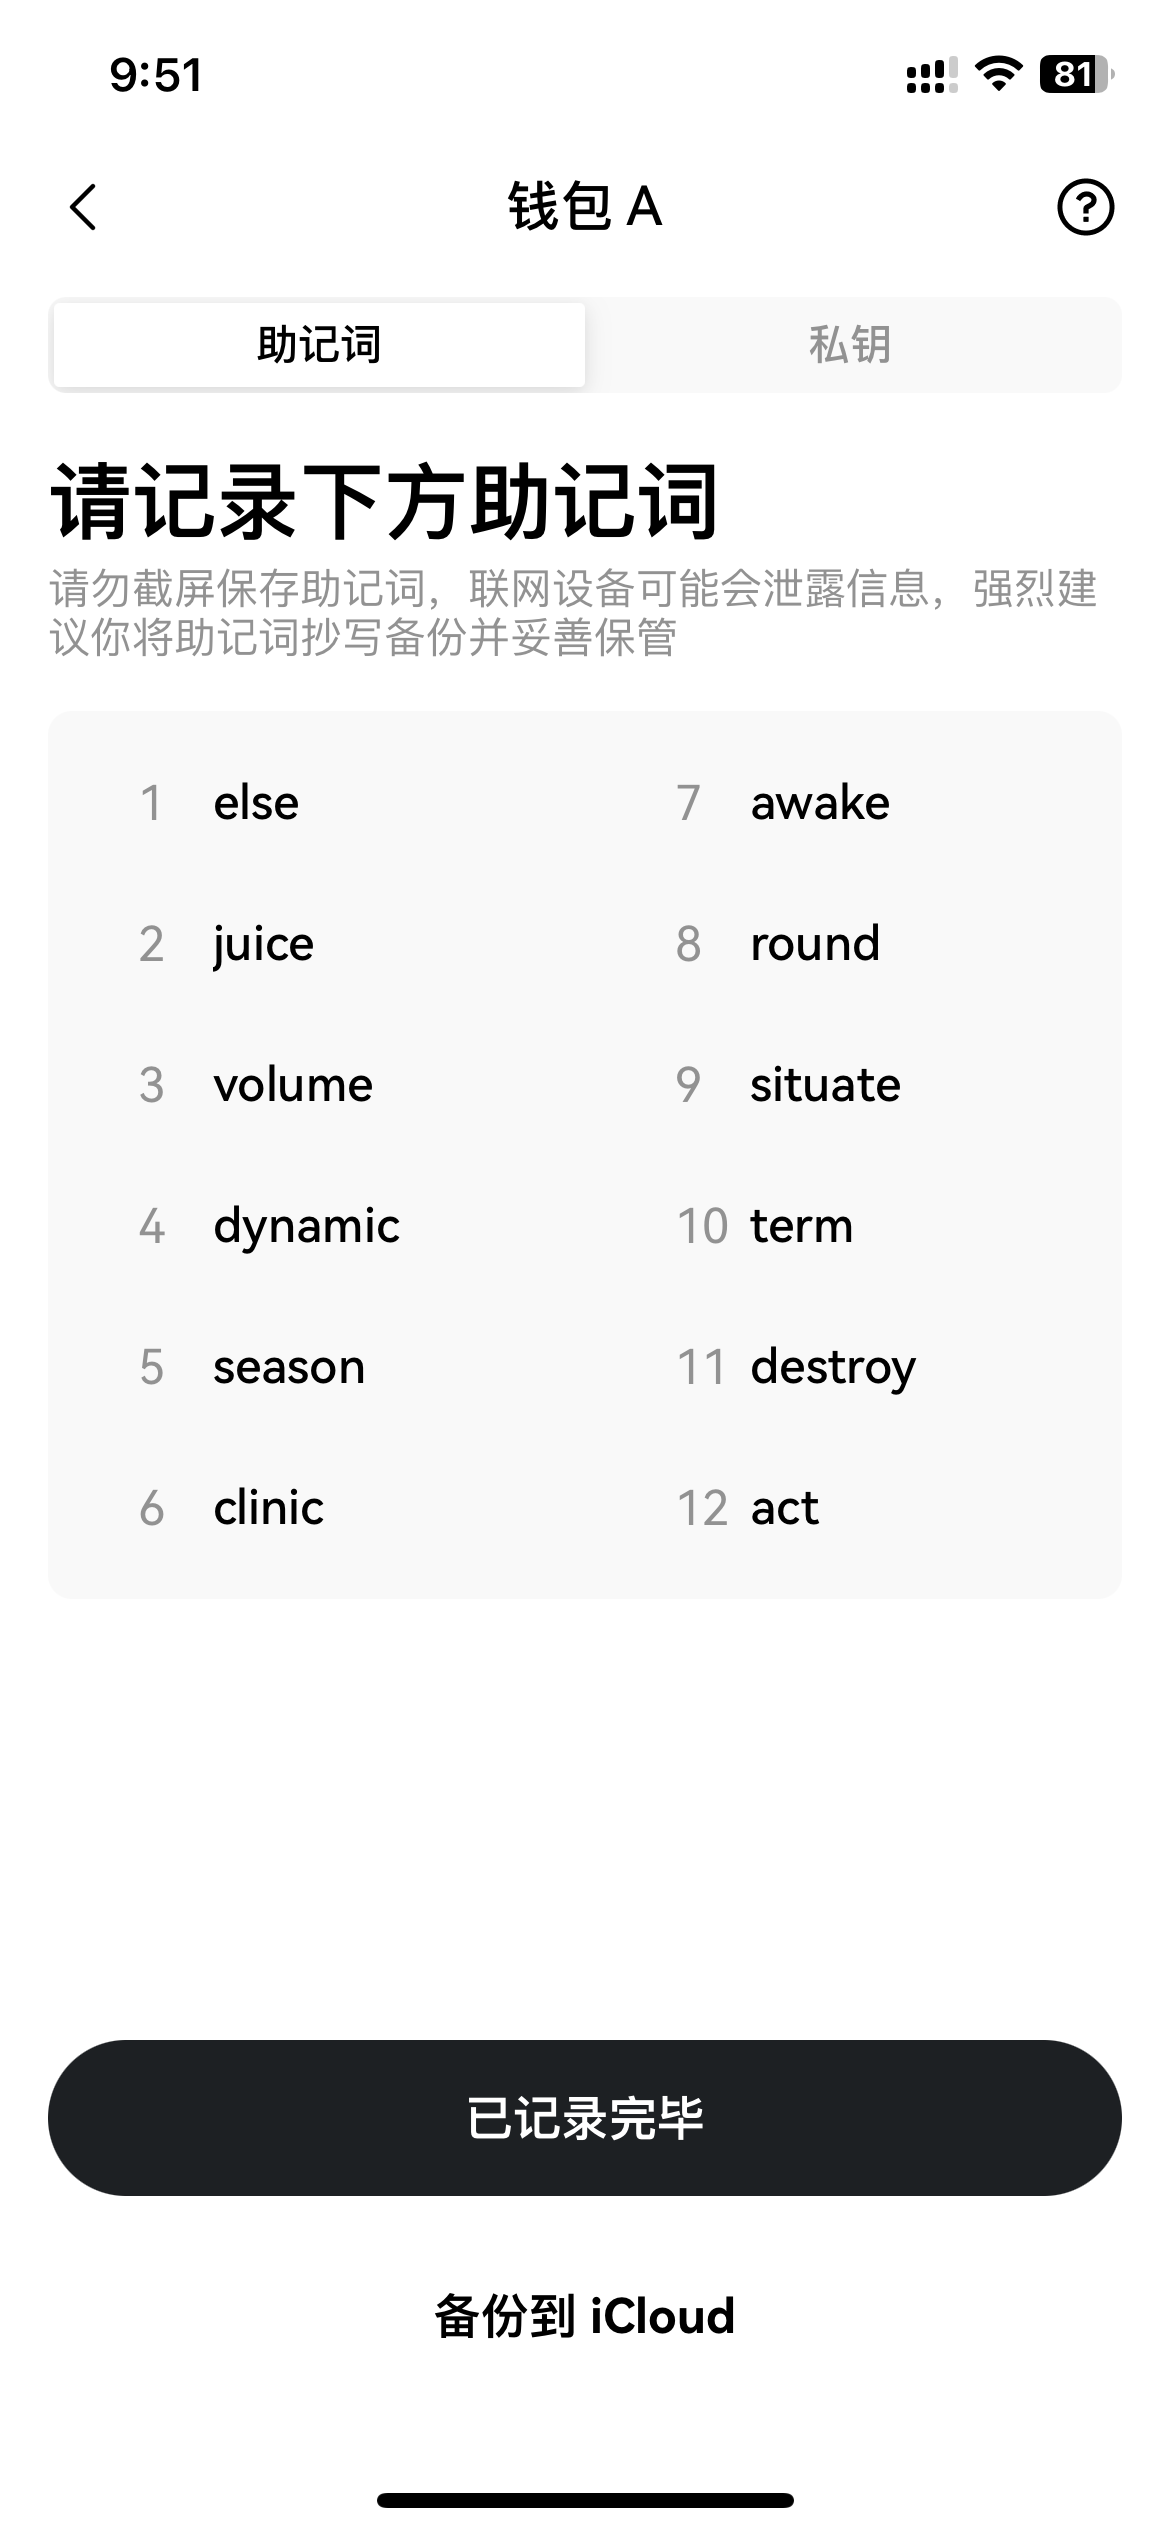 9:51
81
钱包 A
?
助记词
私钥
请记录下方助记词
请勿截屏保存助记词，联网设备可能会泄露信息，强烈建
议你将助记词抄写备份并妥善保管
1 else
2 juice
3 volume
4 dynamic
5 season
6 clinic
7 awake
8 round
9 situate
10 term
11 destroy
12 act
已记录完毕
备份到 iCloud